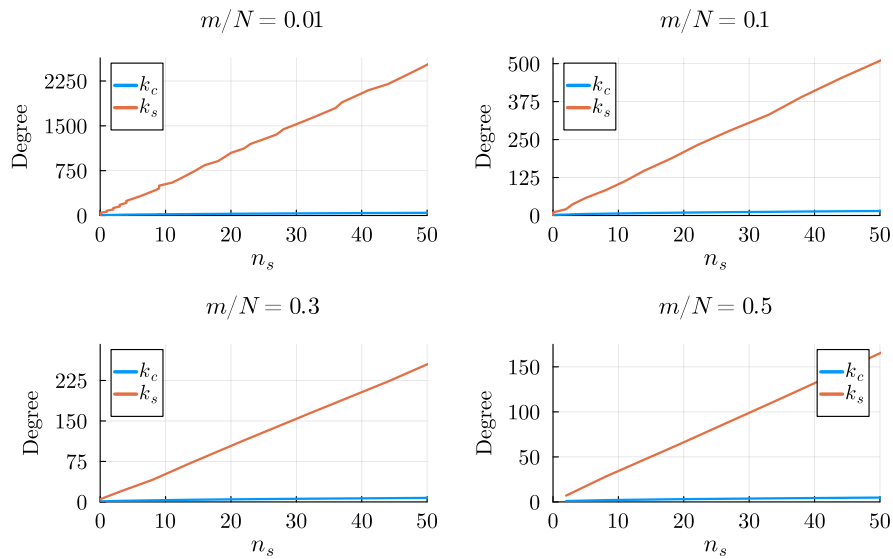 m/N = 0.01
Degree
2250
1500
750
0
k_c
k_s
0 10 20 30 40 50
n_s
m/N = 0.1
Degree
500
375
250
125
0
k_c
k_s
0 10 20 30 40 50
n_s
m/N = 0.3
Degree
225
150
75
0
k_c
k_s
0 10 20 30 40 50
n_s
m/N = 0.5
Degree
150
100
50
0
k_c
k_s
0 10 20 30 40 50
n_s